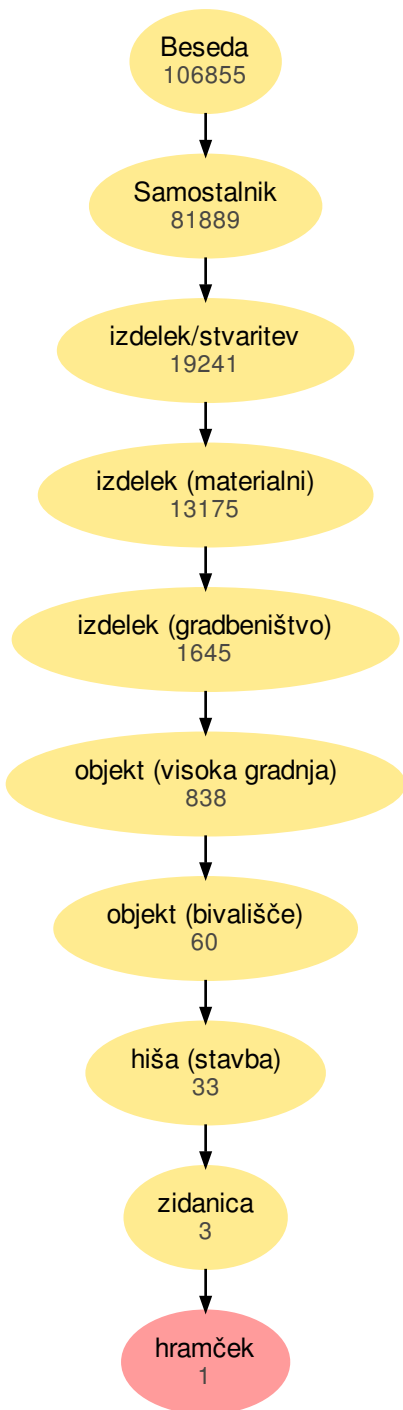 Beseda
106855
Samostalnik
81889
izdelek/stvaritev
19241
izdelek (materialni)
13175
izdelek (gradbeništvo)
1645
objekt (visoka gradnja)
838
objekt (bivališče)
60
hiša (stavba)
33
zidanica
3
hramček
1